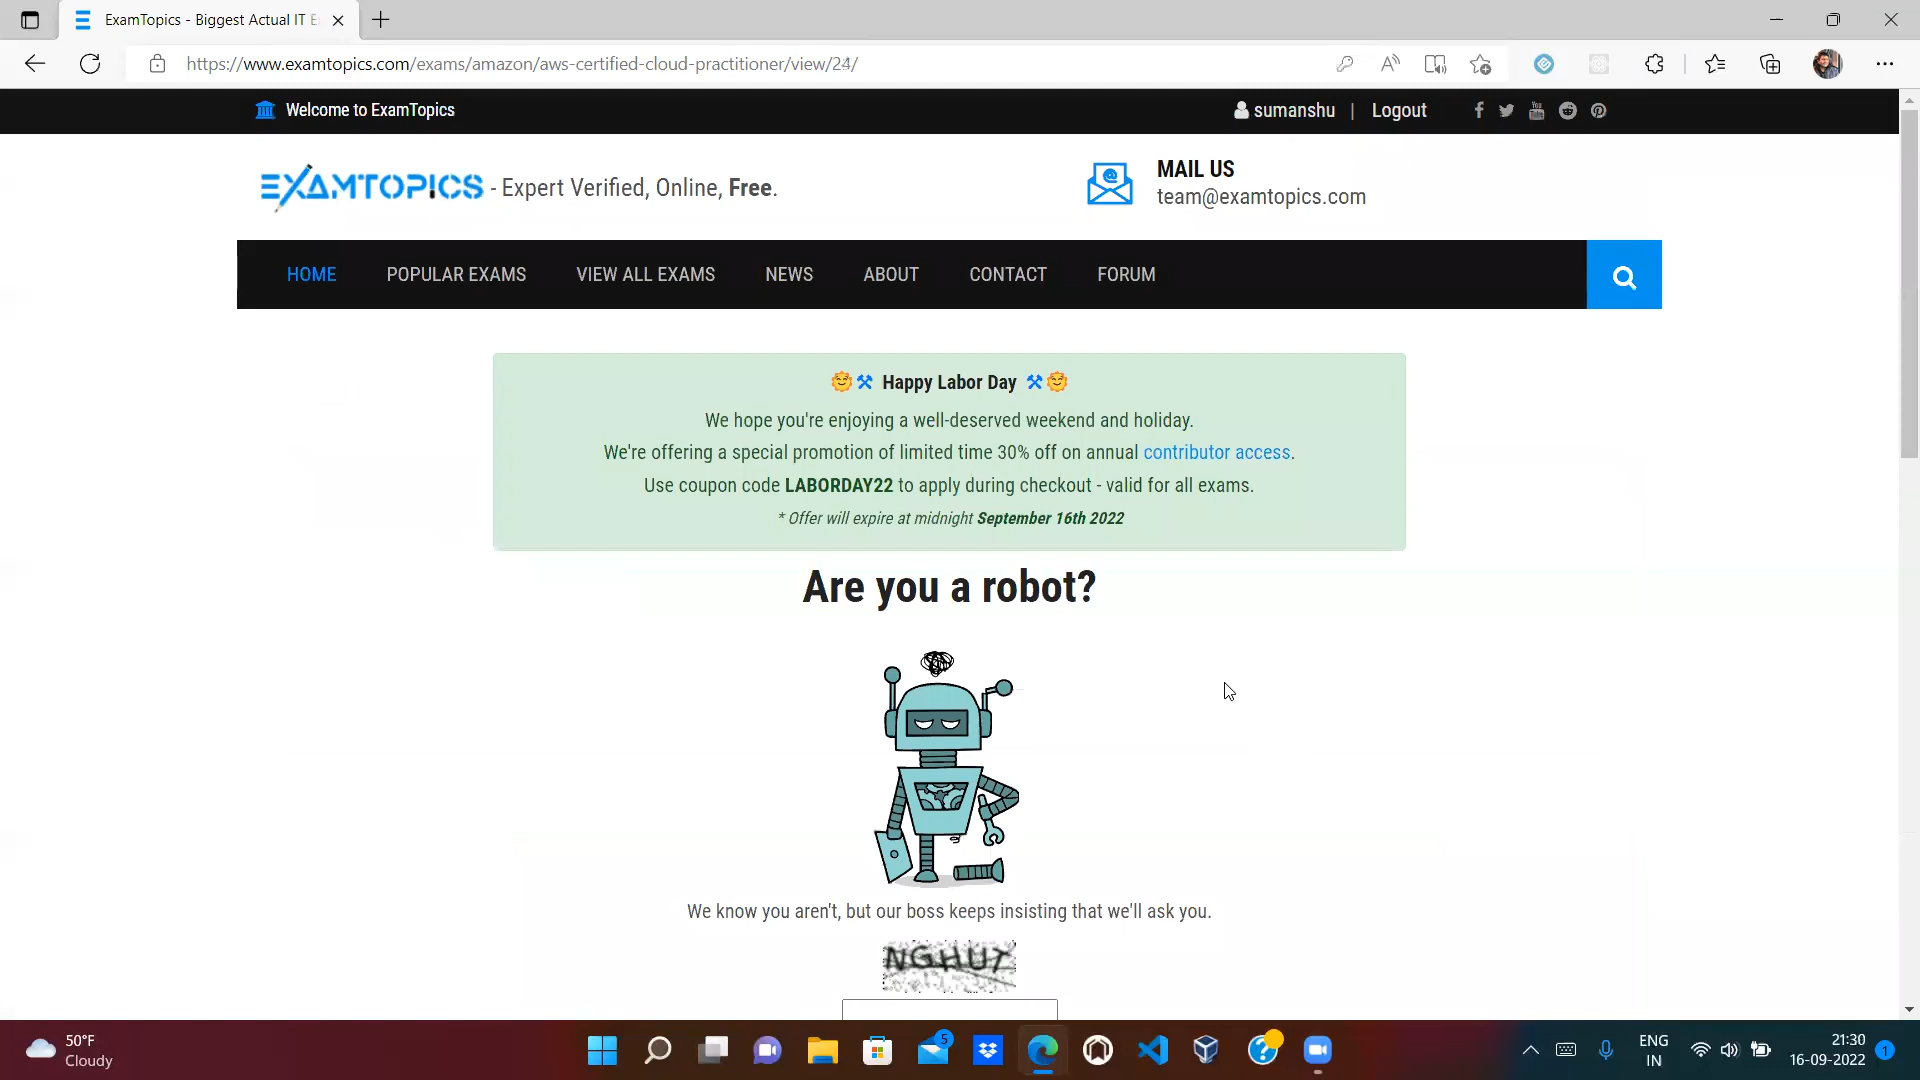 ExamTopics - Biggest Actual IT E
https://www.examtopics.com/exams/amazon/aws-certified-cloud-practitioner/view/24/
Welcome to ExamTopics
sumanshu | Logout
EXAMTOPICS - Expert Verified, Online, Free.
MAIL US
team@examtopics.com
HOME POPULAR EXAMS VIEW ALL EXAMS NEWS ABOUT CONTACT FORUM
Happy Labor Day
We hope you're enjoying a well-deserved weekend and holiday.
We're offering a special promotion of limited time 30% off on annual contributor access.
Use coupon code LABORDAY22 to apply during checkout - valid for all exams.
* Offer will expire at midnight September 16th 2022
Are you a robot?
We know you aren't, but our boss keeps insisting that we'll ask you.
NGHUT
50°F
Cloudy
5
ENG
IN
21:30
16-09-2022
1